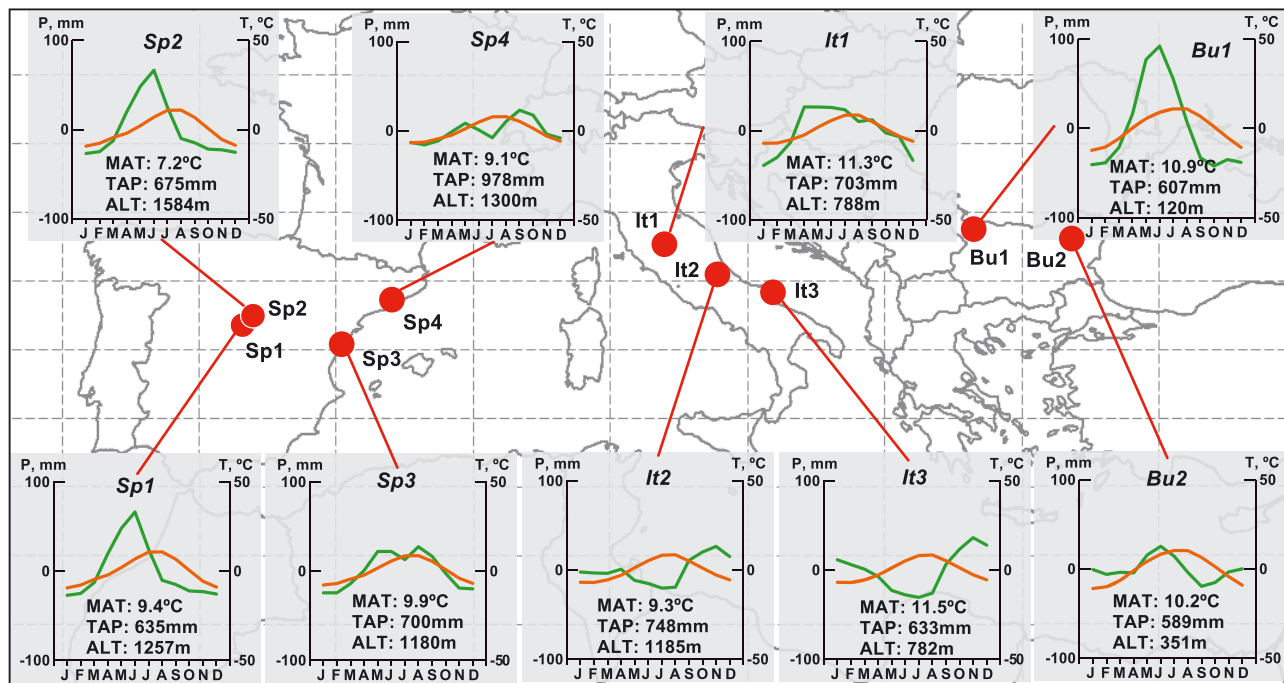 P, mm T, ºC
Sp2
100 50
0 0
MAT: 7.2ºC
TAP: 675mm
ALT: 1584m
-100 -50
J F M A M J J A S O N D
Sp4
100
0
MAT: 9.1ºC
TAP: 978mm
ALT: 1300m
-100 -50
J F M A M J J A S O N D
P, mm T, ºC
It1
100 50
0 0
MAT: 11.3ºC
TAP: 703mm
ALT: 788m
-100 -50
J F M A M J J A S O N D
P, mm T, ºC
Bu1
100 50
0 0
MAT: 10.9ºC
TAP: 607mm
ALT: 120m
-100 -50
J F M A M J J A S O N D
It1
It2
It3
Bu1
Bu2
Sp2
Sp1
Sp3
Sp4
P, mm T, ºC
Sp1
100 50
0 0
MAT: 9.4ºC
TAP: 635mm
ALT: 1257m
-100 -50
J F M A M J J A S O N D
P, mm T, ºC
Sp3
100 50
0 0
MAT: 9.9ºC
TAP: 700mm
ALT: 1180m
-100 -50
J F M A M J J A S O N D
P, mm T, ºC
It2
100 50
0 0
MAT: 9.3ºC
TAP: 748mm
ALT: 1185m
-100 -50
J F M A M J J A S O N D
P, mm T, ºC
It3
100 50
0 0
MAT: 11.5ºC
TAP: 633mm
ALT: 782m
-100 -50
J F M A M J J A S O N D
P, mm T, ºC
Bu2
100 50
0 0
MAT: 10.2ºC
TAP: 589mm
ALT: 351m
-100 -50
J F M A M J J A S O N D